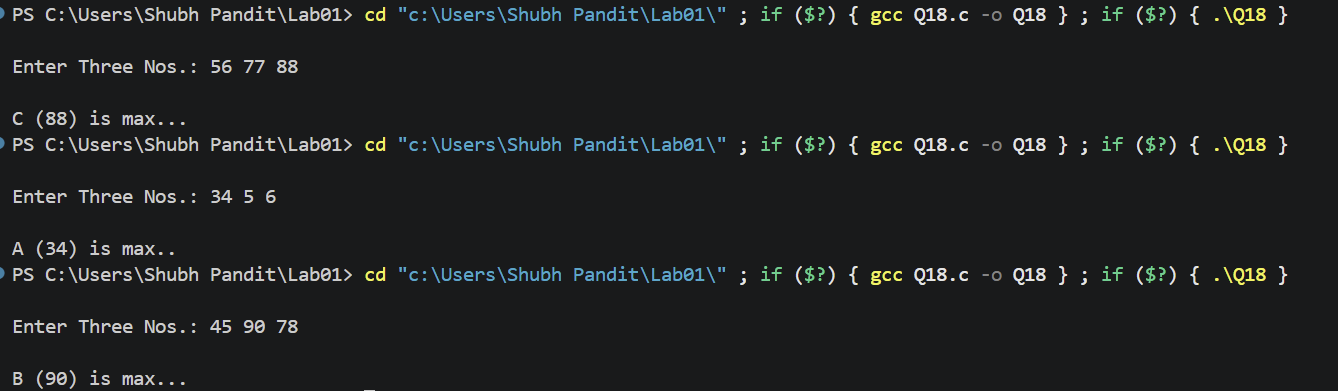 PS C:\Users\Shubh Pandit\Lab01> cd "c:\Users\Shubh Pandit\Lab01\" ; if ($?) { gcc Q18.c -o Q18 } ; if ($?) { .\Q18 }
Enter Three Nos.: 56 77 88
C (88) is max...
PS C:\Users\Shubh Pandit\Lab01> cd "c:\Users\Shubh Pandit\Lab01\" ; if ($?) { gcc Q18.c -o Q18 } ; if ($?) { .\Q18 }
Enter Three Nos.: 34 5 6
A (34) is max..
PS C:\Users\Shubh Pandit\Lab01> cd "c:\Users\Shubh Pandit\Lab01\" ; if ($?) { gcc Q18.c -o Q18 } ; if ($?) { .\Q18 }
Enter Three Nos.: 45 90 78
B (90) is max...